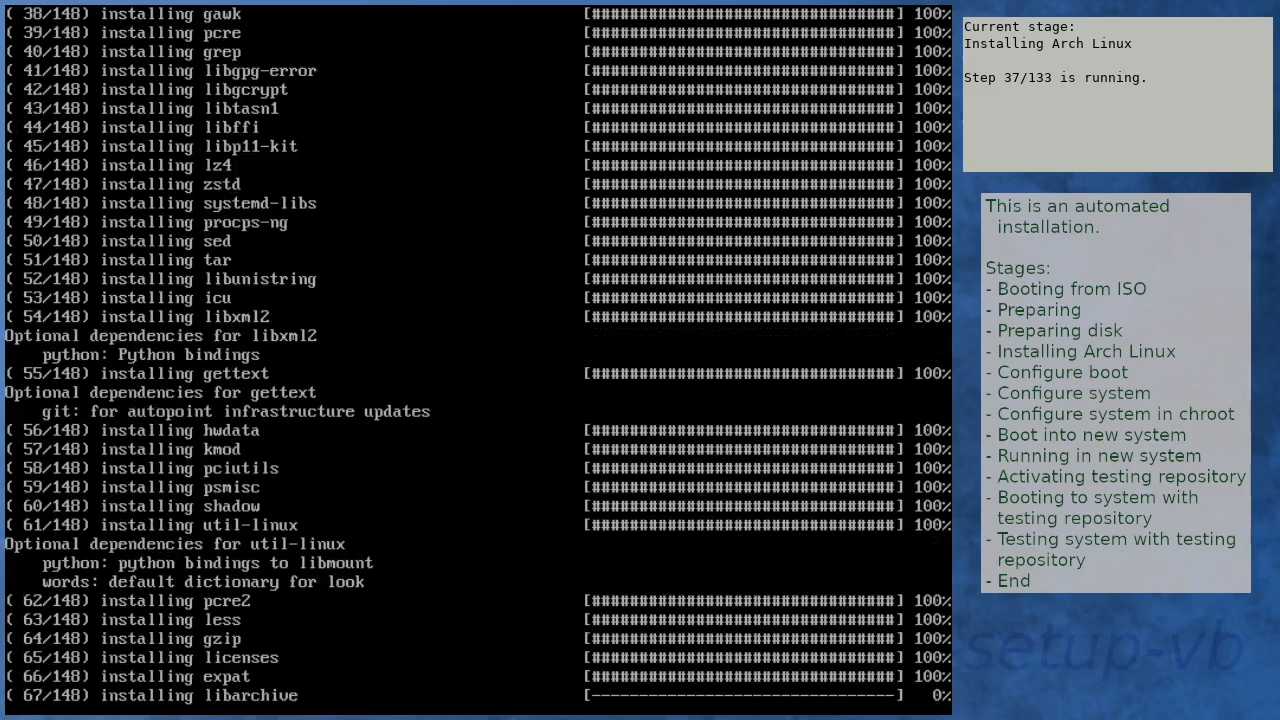 ( 38/148) installing gawk [################################] 100%
( 39/148) installing pcre [################################] 100%
( 40/148) installing grep [################################] 100%
( 41/148) installing libgpg-error [################################] 100%
( 42/148) installing libgcrypt [################################] 100%
( 43/148) installing libtasn1 [################################] 100%
( 44/148) installing libffi [################################] 100%
( 45/148) installing libp11-kit [################################] 100%
( 46/148) installing lz4 [################################] 100%
( 47/148) installing zstd [################################] 100%
( 48/148) installing systemd-libs [################################] 100%
( 49/148) installing procps-ng [################################] 100%
( 50/148) installing sed [################################] 100%
( 51/148) installing tar [################################] 100%
( 52/148) installing libunistring [################################] 100%
( 53/148) installing icu [################################] 100%
( 54/148) installing libxml2 [################################] 100%
Optional dependencies for libxml2
    python: Python bindings
( 55/148) installing gettext [################################] 100%
Optional dependencies for gettext
    git: for autopoint infrastructure updates
( 56/148) installing hwdata [################################] 100%
( 57/148) installing kmod [################################] 100%
( 58/148) installing pciutils [################################] 100%
( 59/148) installing psmisc [################################] 100%
( 60/148) installing shadow [################################] 100%
( 61/148) installing util-linux [################################] 100%
Optional dependencies for util-linux
    python: python bindings to libmount
    words: default dictionary for look
( 62/148) installing pcre2 [################################] 100%
( 63/148) installing less [################################] 100%
( 64/148) installing gzip [################################] 100%
( 65/148) installing licenses [################################] 100%
( 66/148) installing expat [################################] 100%
( 67/148) installing libarchive [--------------------------------] 0%
Current stage:
Installing Arch Linux
Step 37/133 is running.
This is an automated
installation.
Stages:
- Booting from ISO
- Preparing
- Preparing disk
- Installing Arch Linux
- Configure boot
- Configure system
- Configure system in chroot
- Boot into new system
- Running in new system
- Activating testing repository
- Booting to system with
testing repository
- Testing system with testing
repository
- End
setup-vb